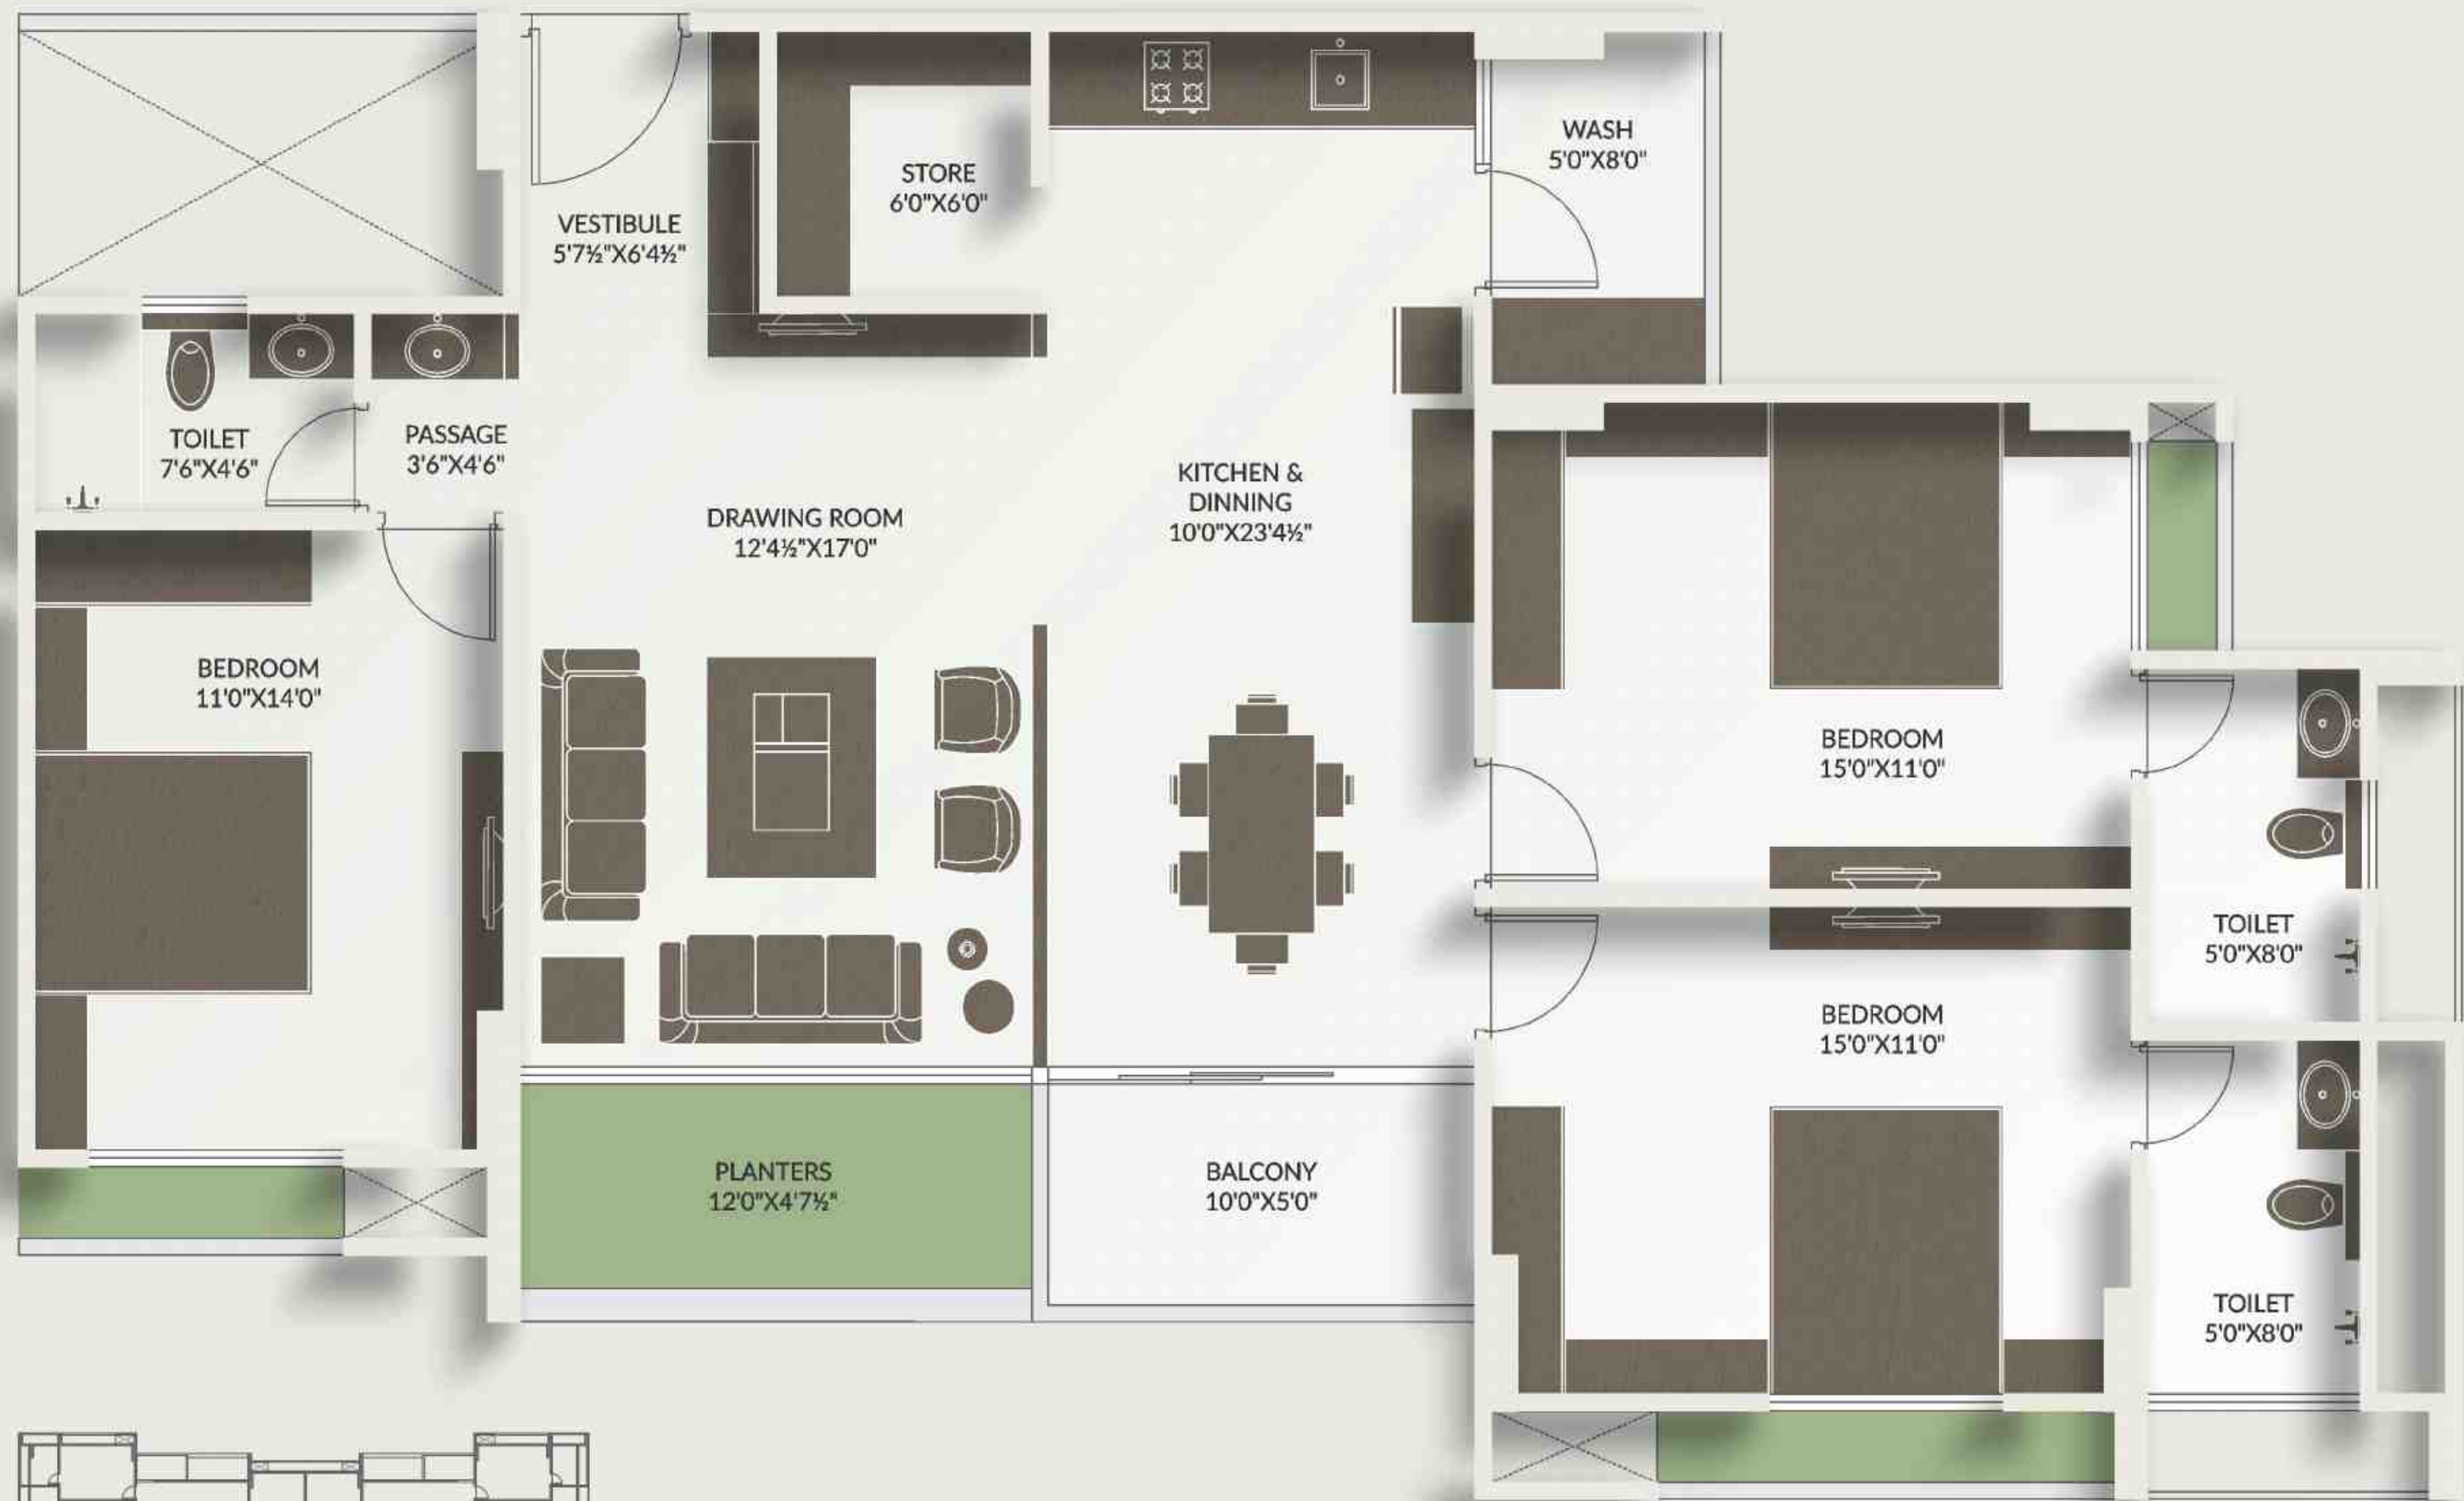 WASH
5'0"X8'0"
STORE
6'0"X6'0"
VESTIBULE
5'7½"X6'4½"
TOILET
7'6"X4'6"
PASSAGE
3'6"X4'6"
DRAWING ROOM
12'4½"X17'0"
KITCHEN &
DINNING
10'0"X23'4½"
BEDROOM
11'0"X14'0"
BEDROOM
15'0"X11'0"
TOILET
5'0"X8'0"
BEDROOM
15'0"X11'0"
PLANTERS
12'0"X4'7½"
BALCONY
10'0"X5'0"
TOILET
5'0"X8'0"